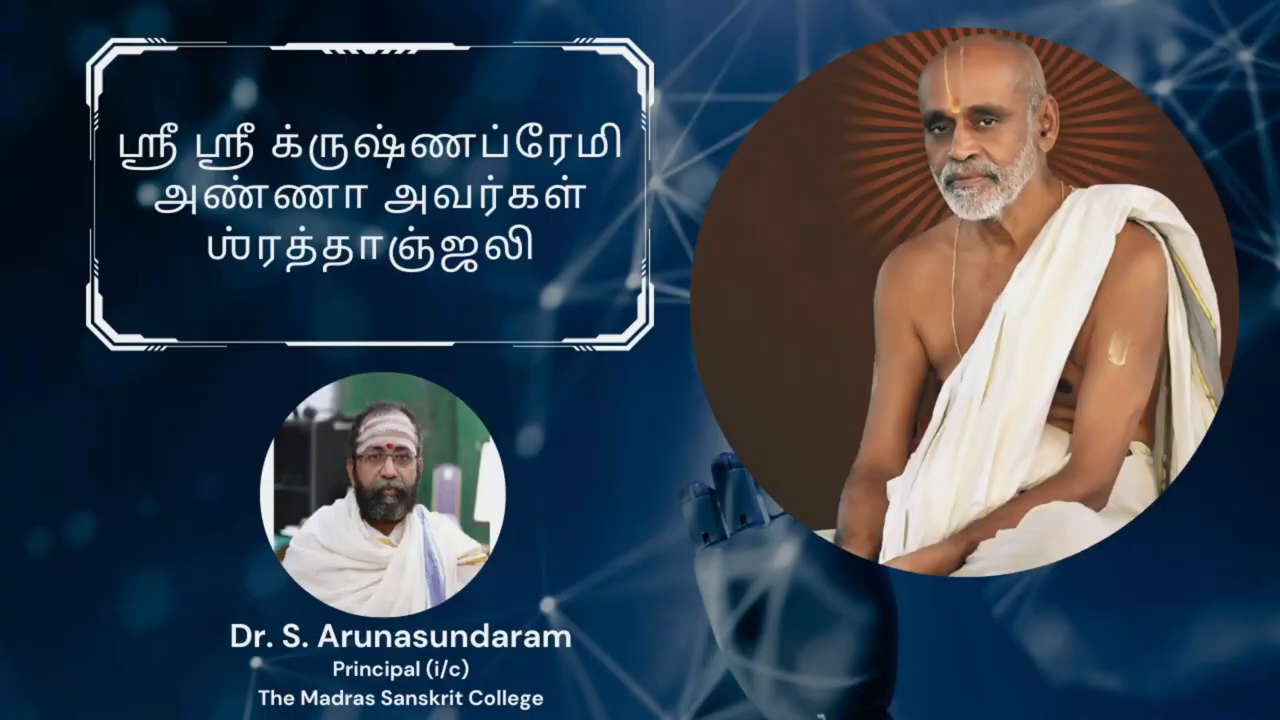 ஸ்ரீ ஸ்ரீ க்ருஷ்ணப்ரேமி
அண்ணா அவர்கள்
ஶ்ரத்தாஞ்ஜலி
Dr. S. Arunasundaram
Principal (i/c)
The Madras Sanskrit College